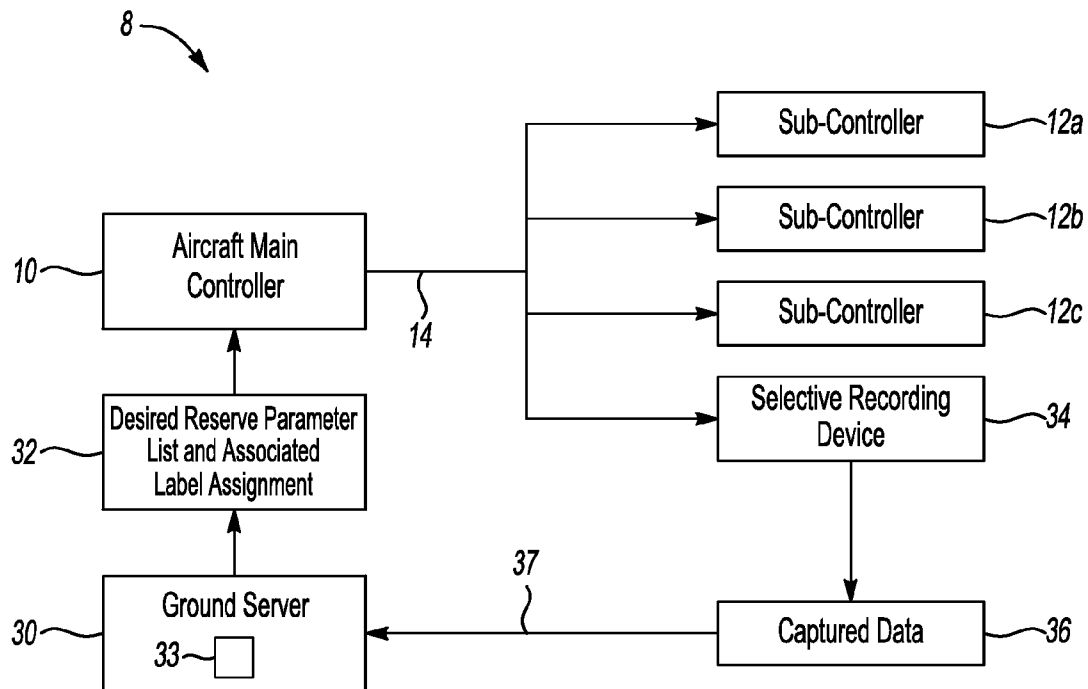 8
Sub-Controller
12a
Sub-Controller
12b
Aircraft Main
Controller
10
14
Sub-Controller
12c
Desired Reserve Parameter
List and Associated
Label Assignment
32
Selective Recording
Device
34
Ground Server
33
30
37
Captured Data
36